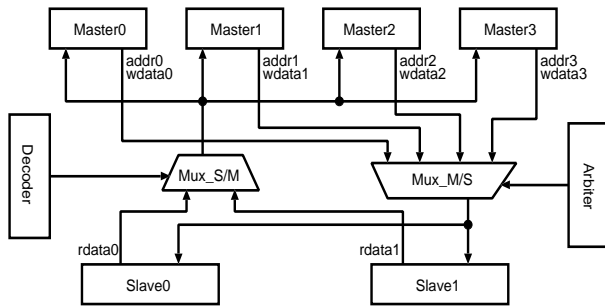 Master0
Master1
Master2
Master3
addr0
wdata0
addr1
wdata1
addr2
wdata2
addr3
wdata3
Decoder
Mux_S/M
Mux_M/S
Arbiter
rdata0
rdata1
Slave0
Slave1